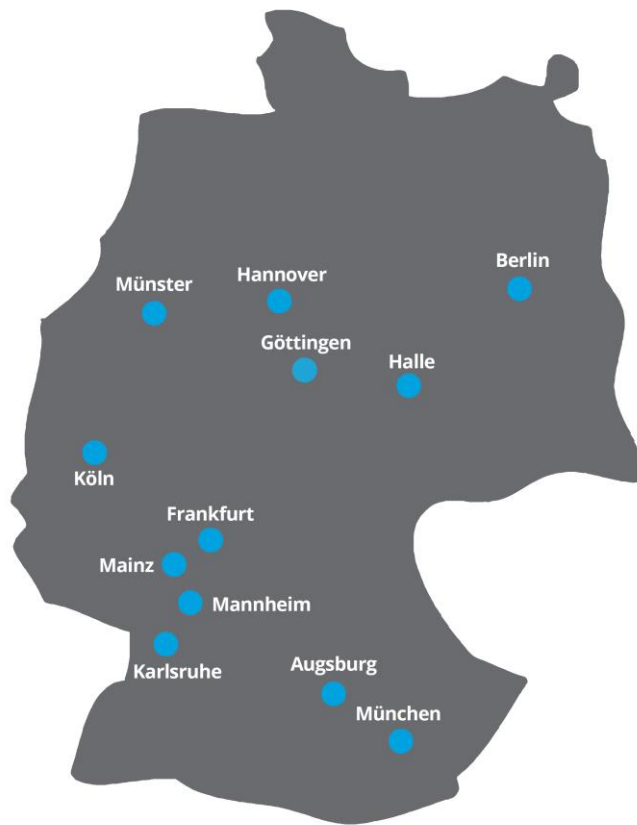 Berlin
Hannover
Münster
Göttingen
Halle
Köln
Frankfurt
Mainz
Mannheim
Karlsruhe
Augsburg
München